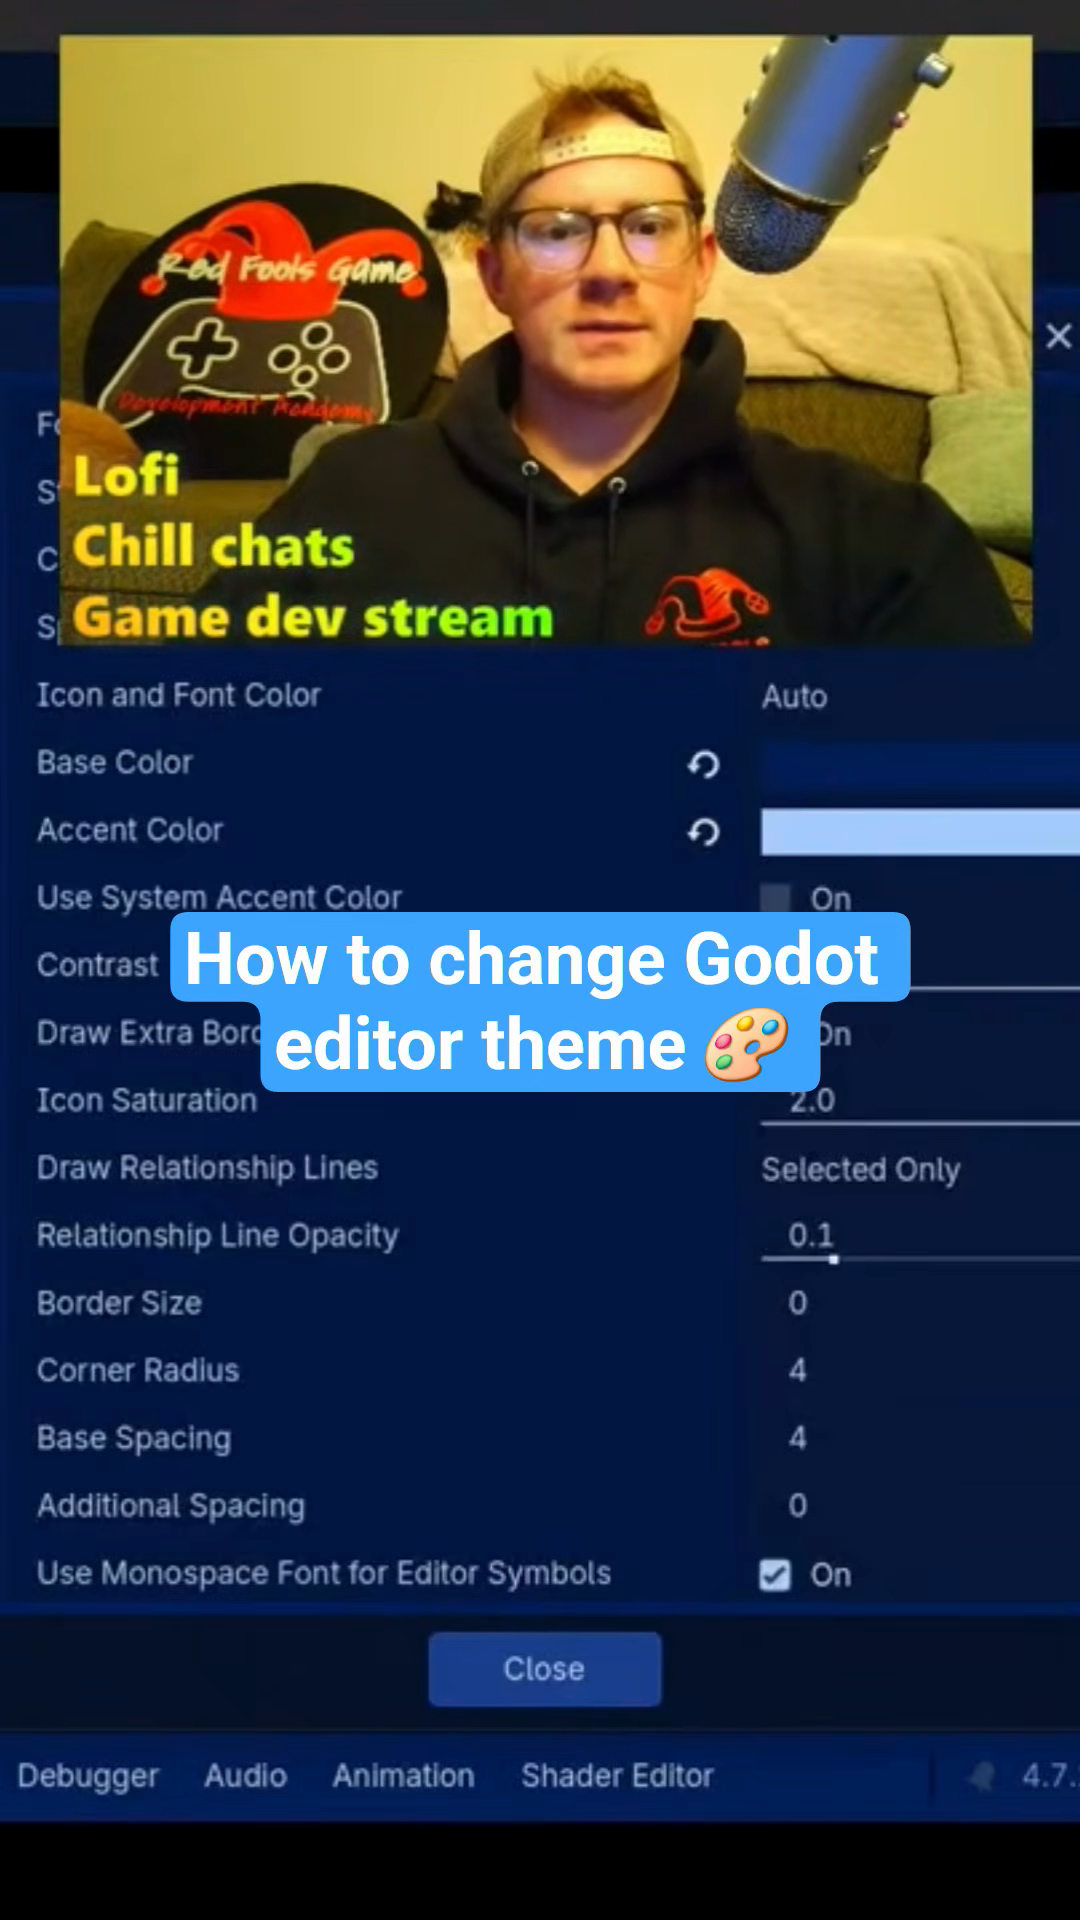 Red Fools Game
Development Academy
Lofi
Chill chats
Game dev stream
Icon and Font Color
Auto
Base Color
Accent Color
Use System Accent Color
On
How to change Godot
editor theme 🎨
Contrast
Draw Extra Bord
On
Icon Saturation
2.0
Draw Relationship Lines
Selected Only
Relationship Line Opacity
0.1
Border Size
0
Corner Radius
4
Base Spacing
4
Additional Spacing
0
Use Monospace Font for Editor Symbols
On
Close
Debugger
Audio
Animation
Shader Editor
4.7.